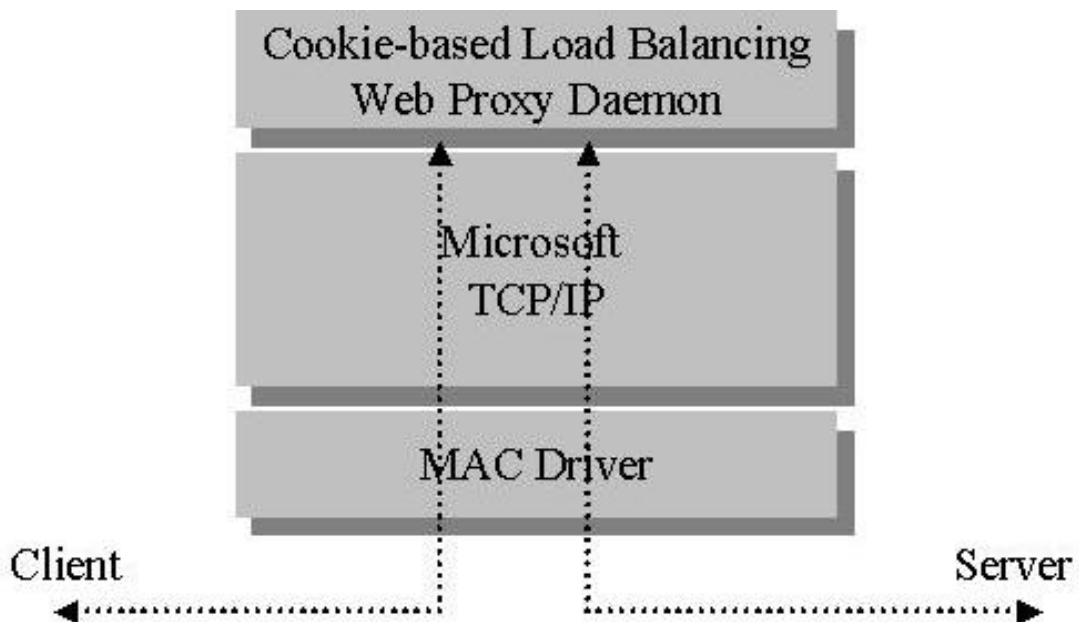 Cookie-based Load Balancing
Web Proxy Daemon
Microsoft
TCP/IP
MAC Driver
Client
Server